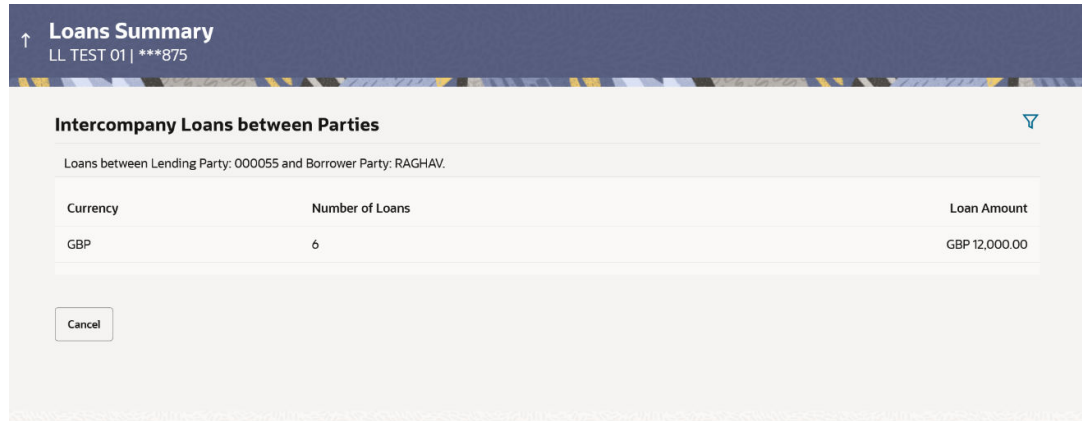 Loans Summary
LL TEST 01 | ***875
Intercompany Loans between Parties
Loans between Lending Party: 000055 and Borrower Party: RAGHAV.
Currency Number of Loans Loan Amount
GBP 6 GBP 12,000.00
Cancel